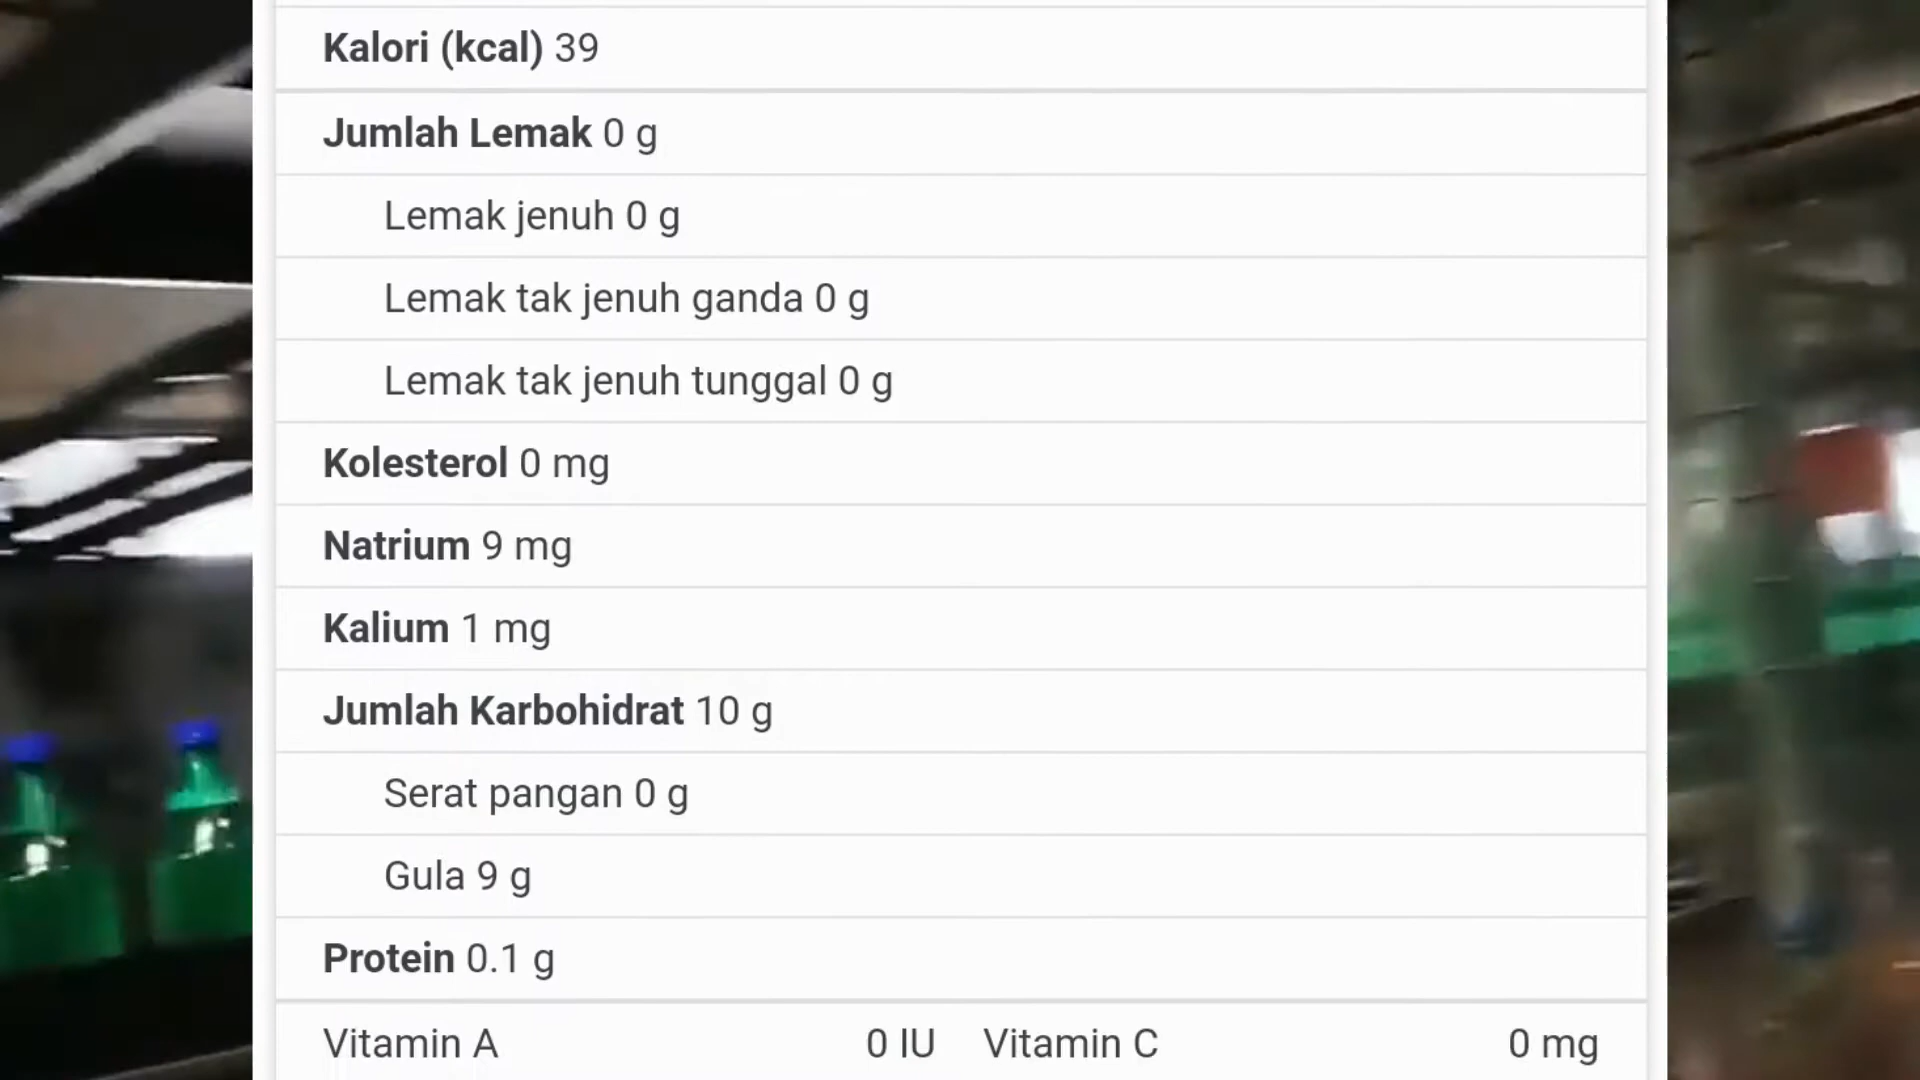 Kalori (kcal) 39
Jumlah Lemak 0 g
Lemak jenuh 0 g
Lemak tak jenuh ganda 0 g
Lemak tak jenuh tunggal 0 g
Kolesterol 0 mg
Natrium 9 mg
Kalium 1 mg
Jumlah Karbohidrat 10 g
Serat pangan 0 g
Gula 9 g
Protein 0.1 g
Vitamin A 0 IU Vitamin C 0 mg